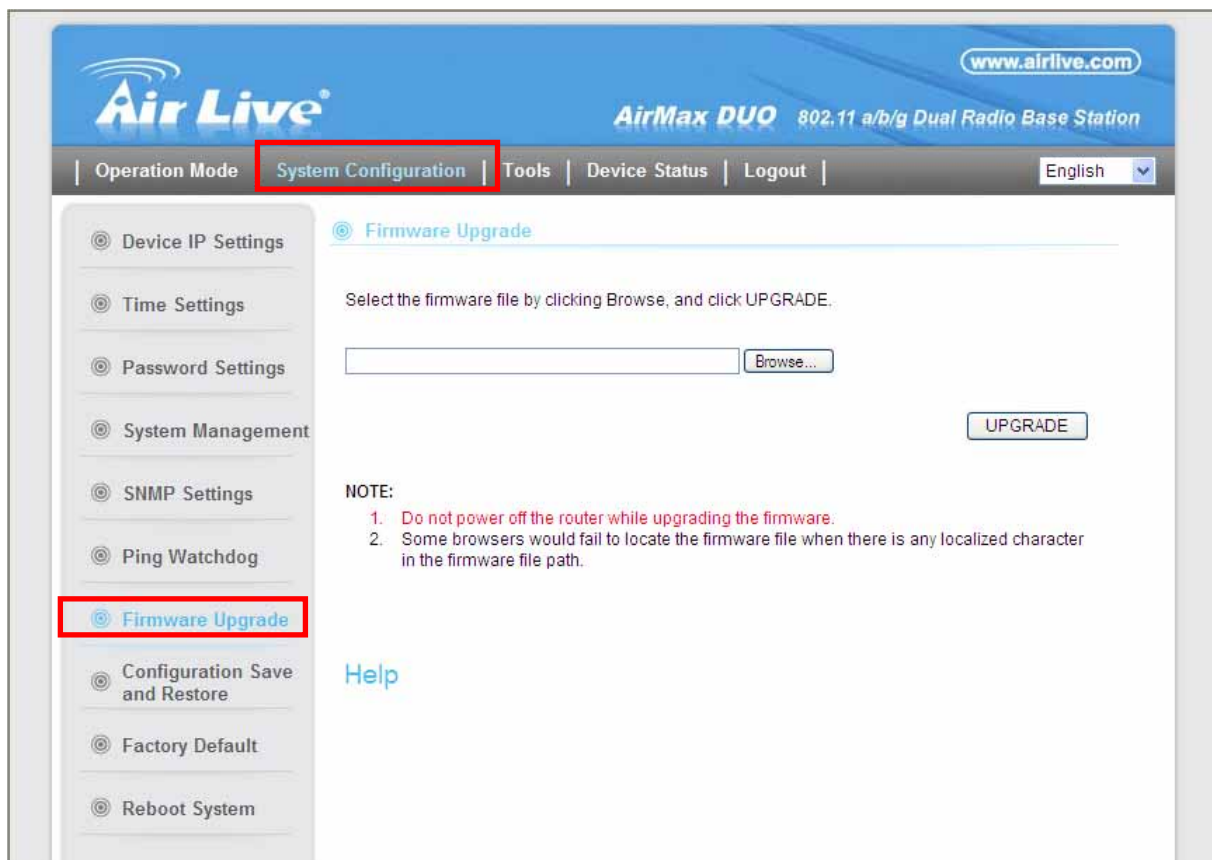 www.airlive.com
Air Live®
AirMax DUO 802.11 a/b/g Dual Radio Base Station
| Operation Mode System Configuration | Tools | Device Status | Logout | English
Device IP Settings
Time Settings
Password Settings
System Management
SNMP Settings
Ping Watchdog
Firmware Upgrade
Configuration Save
and Restore
Factory Default
Reboot System
Firmware Upgrade
Select the firmware file by clicking Browse, and click UPGRADE.
Browse...
UPGRADE
NOTE:
1. Do not power off the router while upgrading the firmware.
2. Some browsers would fail to locate the firmware file when there is any localized character
in the firmware file path.
Help